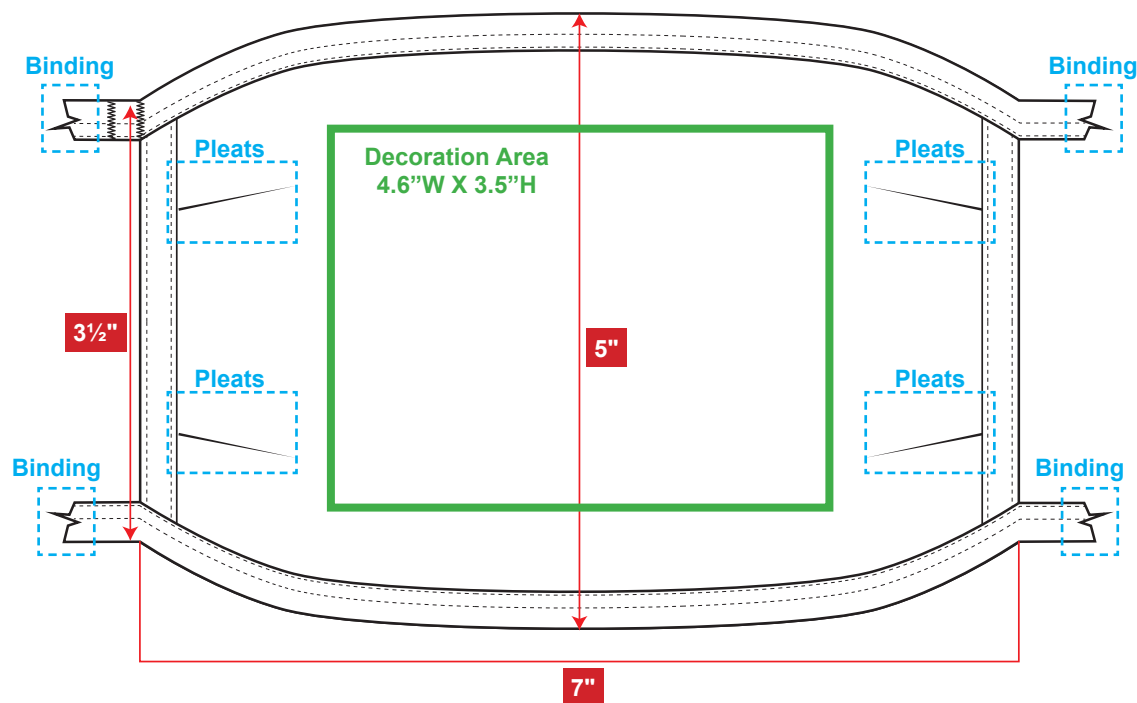 Binding
Binding
Pleats
Decoration Area
4.6”W X 3.5”H
Pleats
3½"
5"
Pleats
Pleats
Binding
Binding
7"